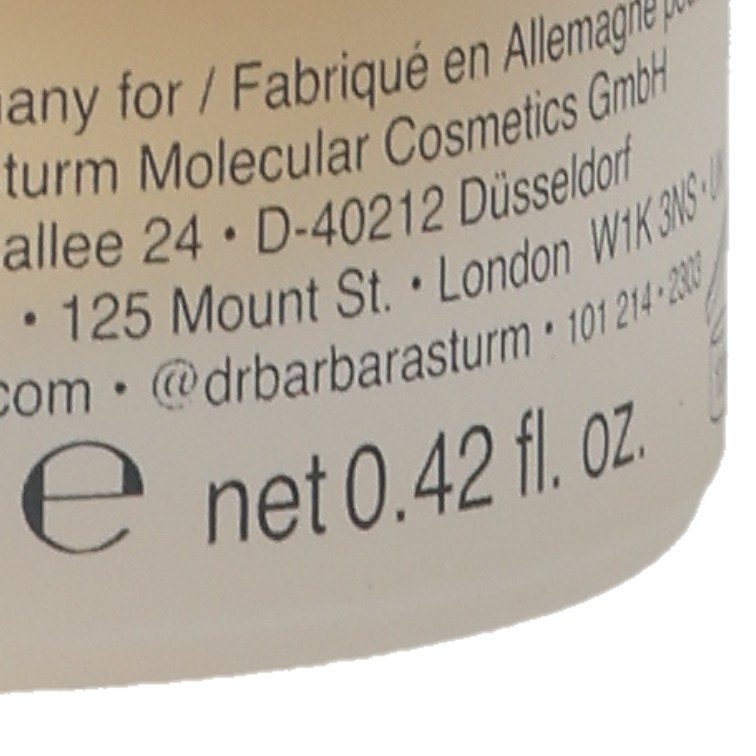 any for / Fabriqué en Allemagne
turm Molecular Cosmetics GmbH
allee 24 • D-40212 Düsseldorf
• 125 Mount St. • London W1K 3NS •
com • @drbarbarasturm • 101 214 • 2303
e net 0.42 fl. oz.